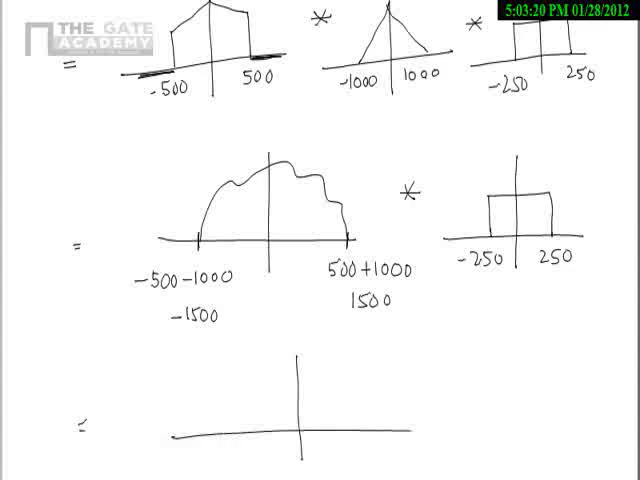 5:03:20 PM 01/28/2012
THE GATE
ACADEMY
= -500 500 * -1000 1000 * -250 250
= * 
-500-1000 500+1000 -250 250
-1500 1500
=